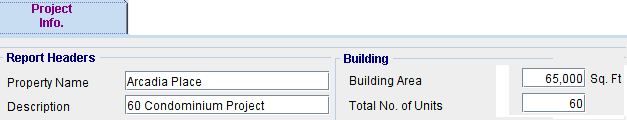 Project
Info.
Report Headers
Property Name Arcadia Place
Description 60 Condominium Project
Building
Building Area 65,000 Sq. Ft
Total No. of Units 60